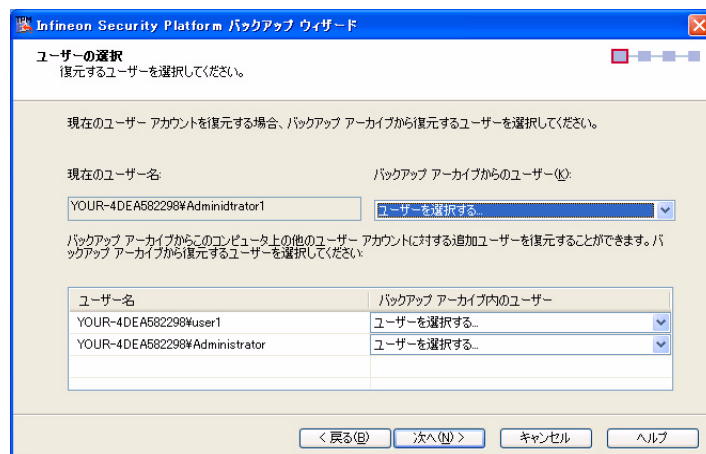 Infineon Security Platform バックアップ ウィザード
ユーザーの選択
復元するユーザーを選択してください。
現在のユーザー アカウントを復元する場合、バックアップ アーカイブから復元するユーザーを選択してください。
現在のユーザー名:
バックアップ アーカイブからのユーザー(K):
YOUR-4DEA582298¥Adminidtrator1
ユーザーを選択する...
バックアップ アーカイブからこのコンピュータ上の他のユーザー アカウントに対する追加ユーザーを復元することができます。バ
ックアップ アーカイブから復元するユーザーを選択してください:
ユーザー名
バックアップ アーカイブ内のユーザー
YOUR-4DEA582298¥user1
ユーザーを選択する...
YOUR-4DEA582298¥Administrator
ユーザーを選択する...
< 戻る(B)
次へ(N) >
キャンセル
ヘルプ